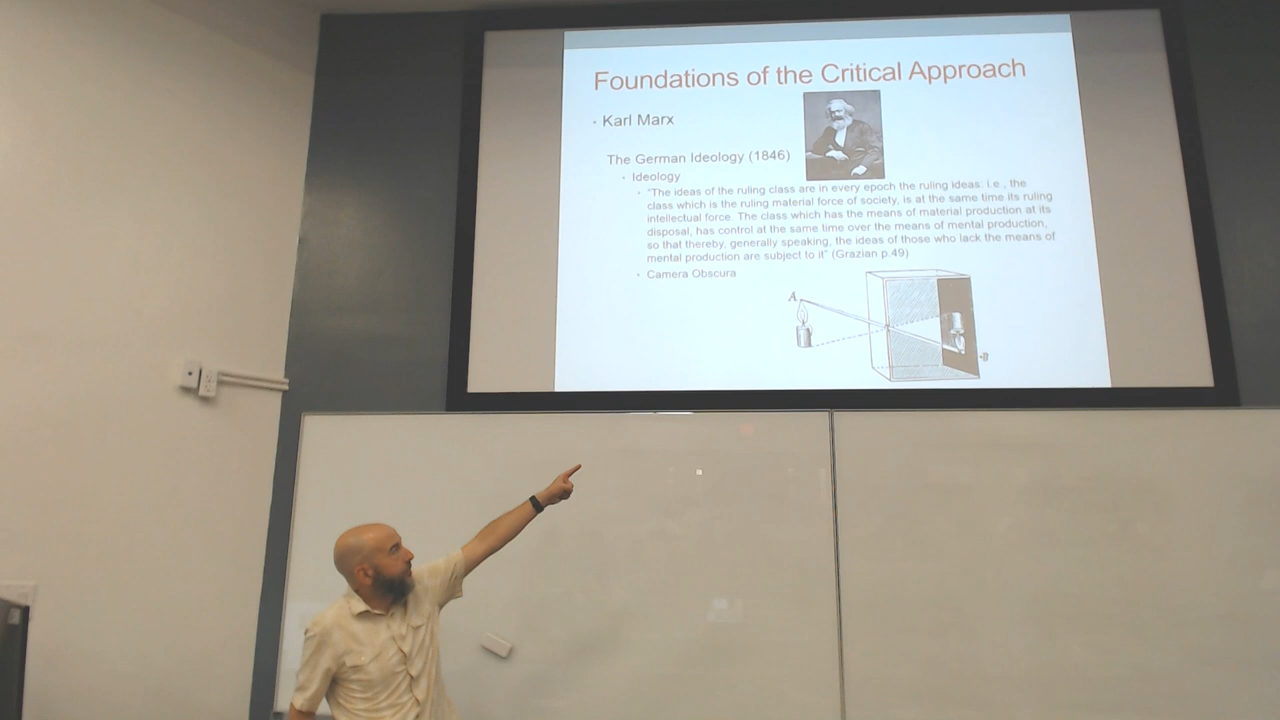 Foundations of the Critical Approach
• Karl Marx
The German Ideology (1846)
• Ideology
• "The ideas of the ruling class are in every epoch the ruling ideas: i.e., the
class which is the ruling material force of society, is at the same time its ruling
intellectual force. The class which has the means of material production at its
disposal, has control at the same time over the means of mental production,
so that thereby, generally speaking, the ideas of those who lack the means of
mental production are subject to it" (Grazian p.49)
• Camera Obscura
A
B